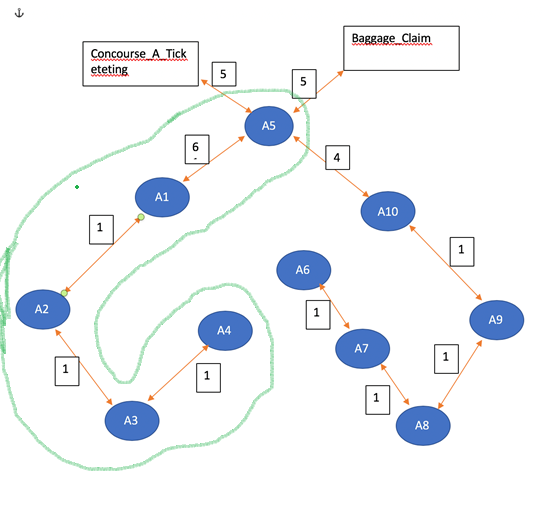 Concourse_A_Tick
eteting
Baggage_Claim
5
5
A5
6
-
4
A1
A10
1
1
A6
A2
1
A9
A4
A7
1
1
1
1
A3
A8